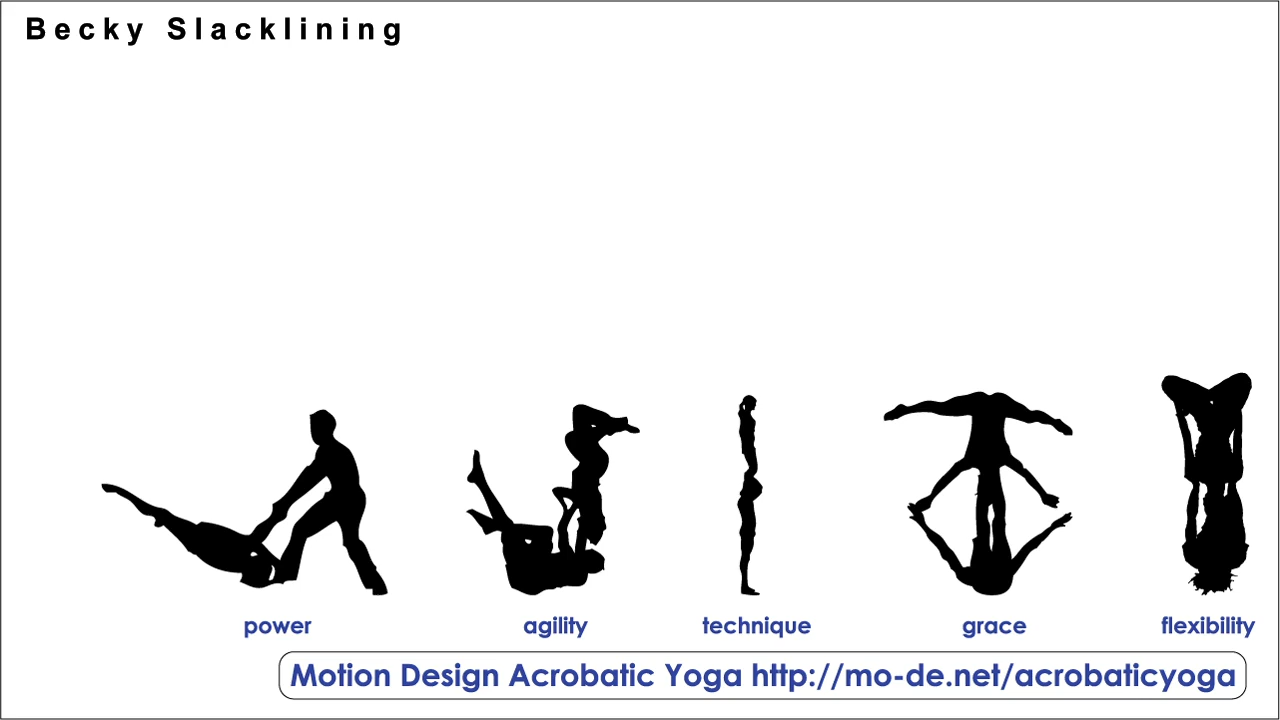 Becky Slacklining
power agility technique grace flexibility
Motion Design Acrobatic Yoga http://mo-de.net/acrobaticyoga